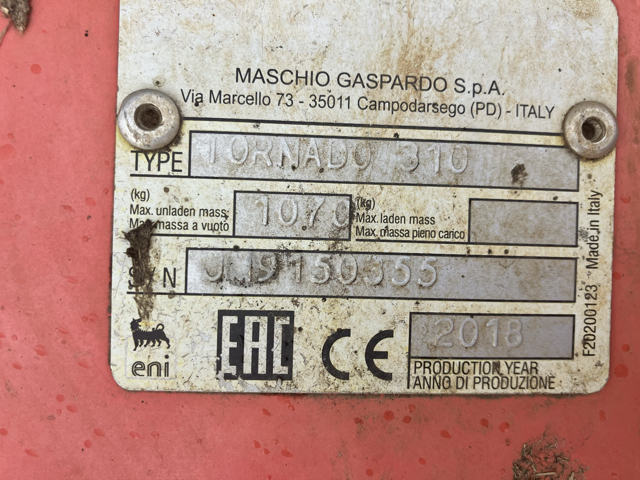 MASCHIO GASPARDO S.p.A.
Via Marcello 73 - 35011 Campodarsego (PD) - ITALY
TYPE TORNADO 310
(kg)
Max. unladen mass
Max. massa a vuoto
1070
(kg)
Max. laden mass
Max. massa pieno carico
N
eni
EAC CE
2018
PRODUCTION YEAR
ANNO DI PRODUZIONE
F20200123 Made in Italy